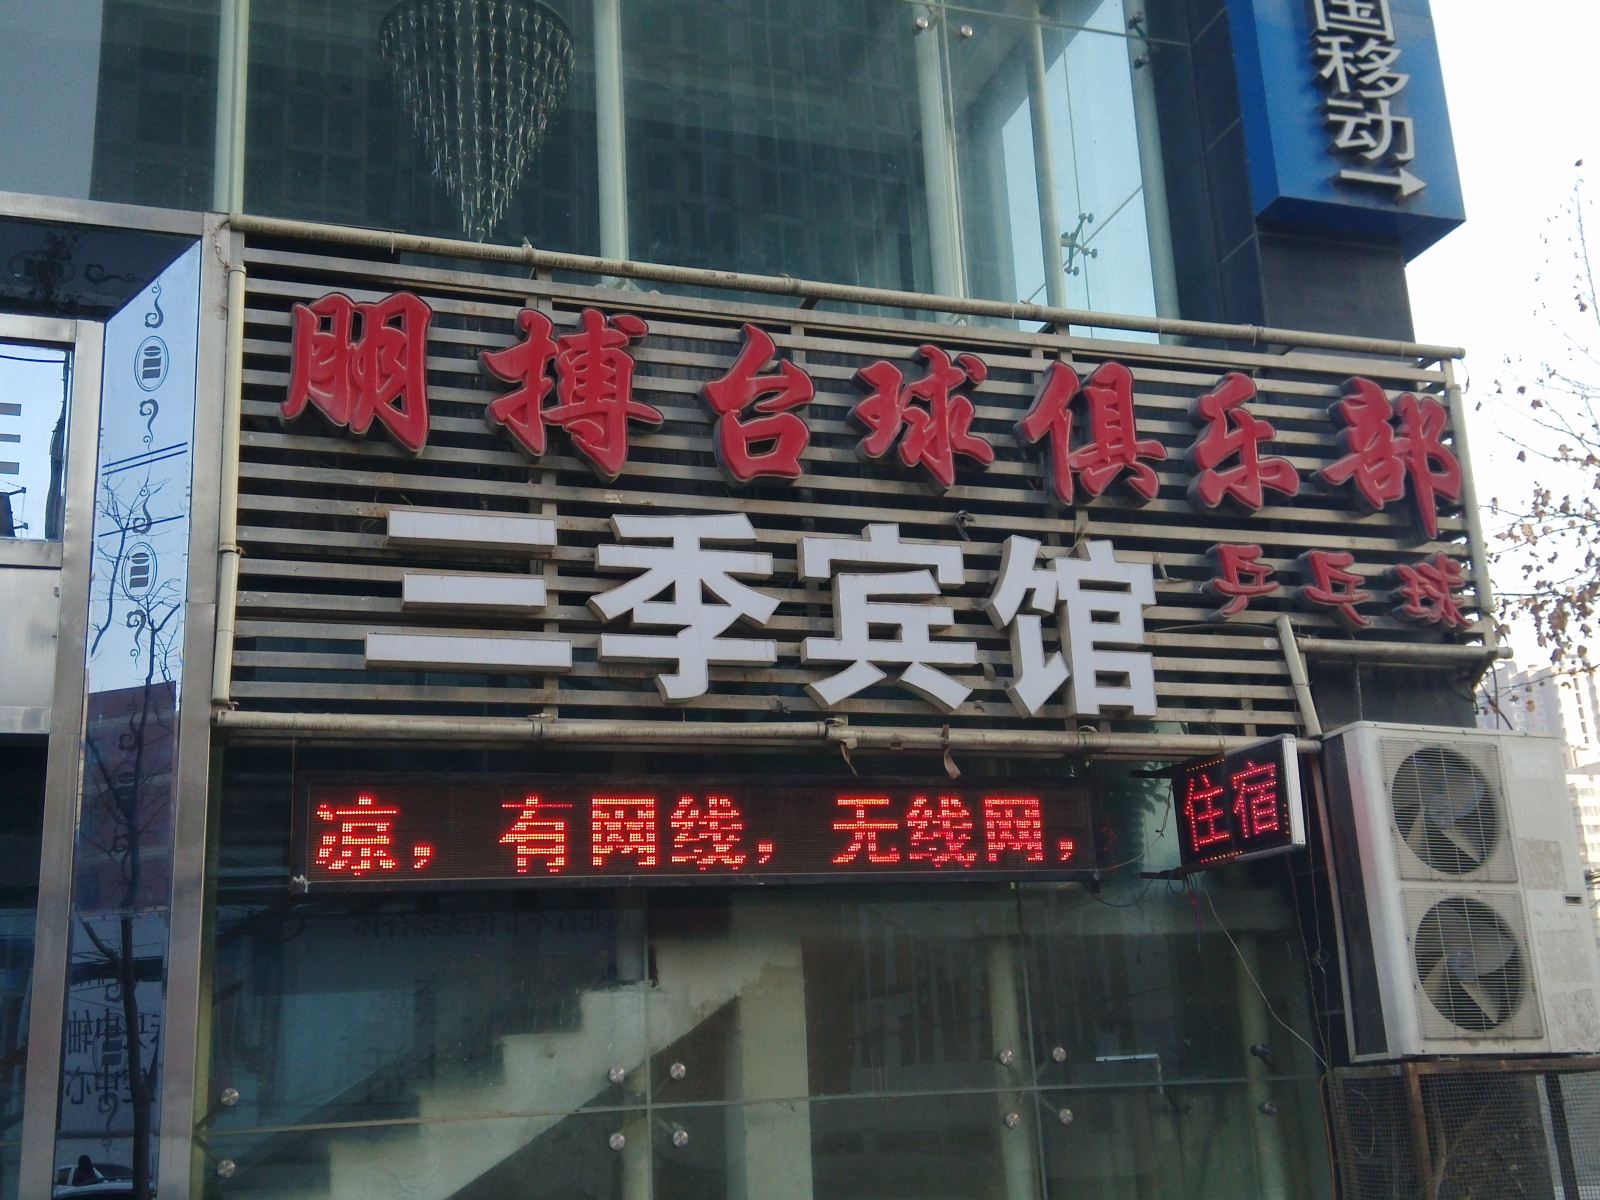 国移动
朋搏台球俱乐部
三季宾馆
乒乓球
凉，有网线，无线网，
住宿